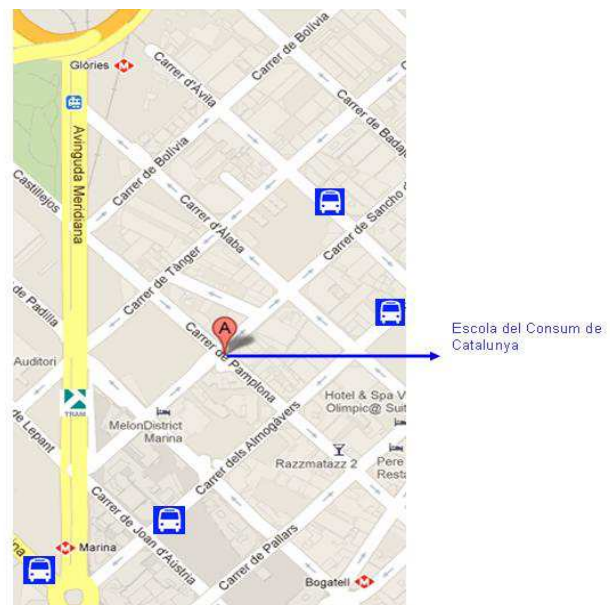 Glòries
Carrer de Bolívia
Carrer d'Àvila
Carrer de Badaj
Avinguda Meridiana
Castillejos
Carrer de Bolívia
Carrer d'Àlaba
Carrer de Sancho d
Carrer de Tànger
de Padilla
A
Carrer de Pamplona
Escola del Consum de
Catalunya
Auditori
TRAM
Hotel & Spa V
Olimpic@ Suit
MelonDistrict
Marina
de Lepant
Carrer dels Almogàvers
Razzmatazz 2
Pere
Resta
Carrer de Joan d'Àustria
Marina
Carrer de Pallars
Bogatell